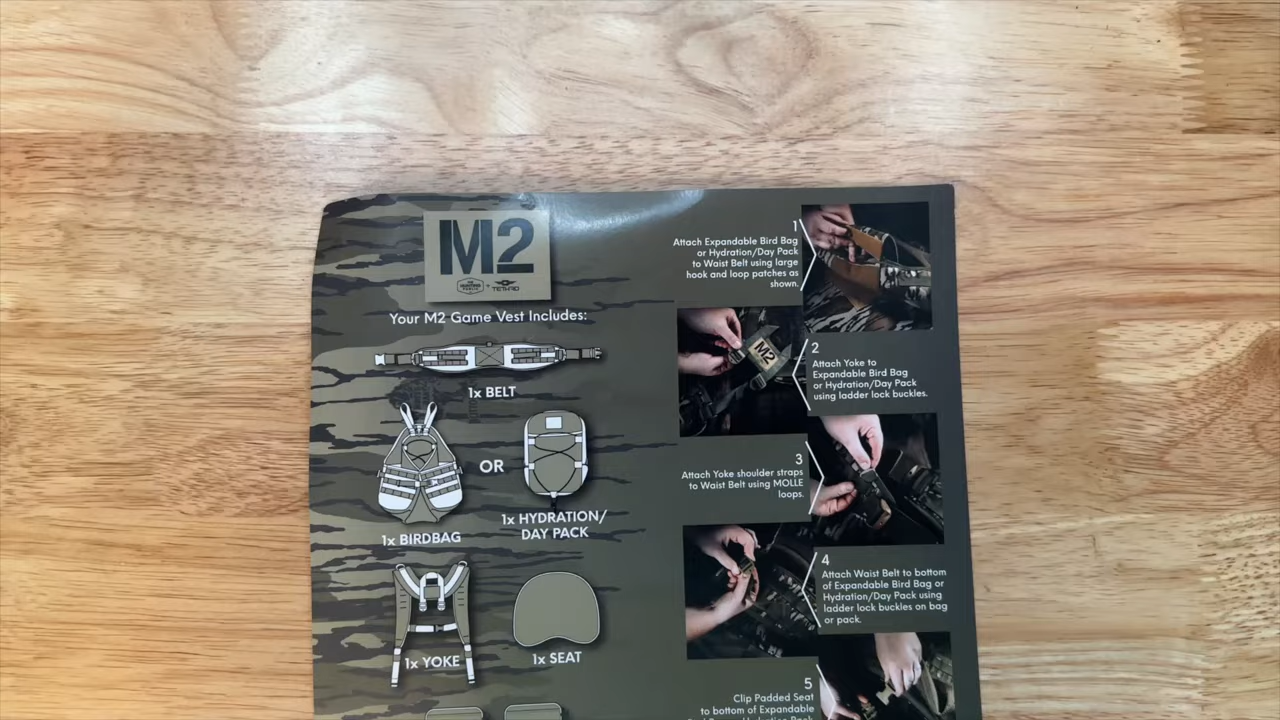 M2
TETHRD
Your M2 Game Vest Includes:
1x BELT
OR
1x BIRDBAG
1x HYDRATION/
DAY PACK
1x YOKE
1x SEAT
1
Attach Expandable Bird Bag
or Hydration/Day Pack
to Waist Belt using large
hook and loop patches as
shown.
M2
2
Attach Yoke to
Expandable Bird Bag
or Hydration/Day Pack
using ladder lock buckles.
3
Attach Yoke shoulder straps
to Waist Belt using MOLLE
loops.
4
Attach Waist Belt to bottom
of Expandable Bird Bag or
Hydration/Day Pack using
ladder lock buckles on bag
or pack.
5
Clip Padded Seat
to bottom of Expandable